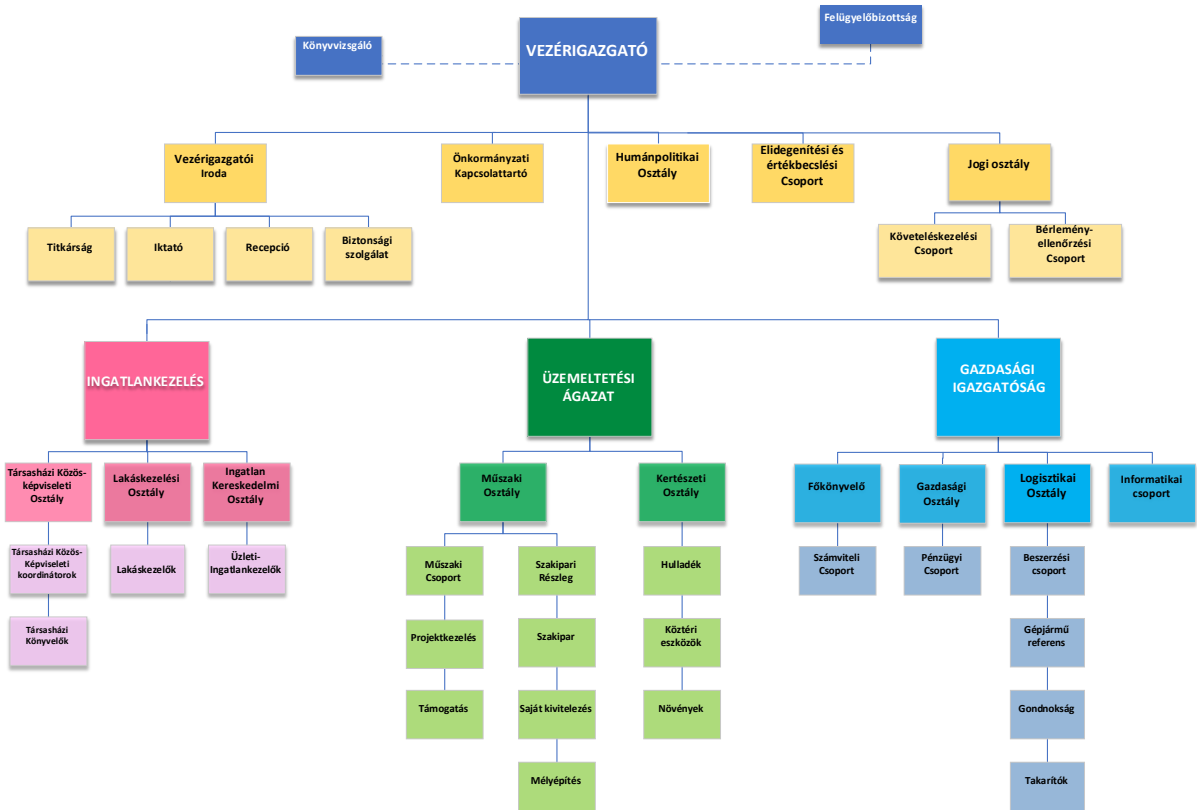 Könyvvizsgáló
VEZÉRIGAZGATÓ
Felügyelőbizottság
Vezérigazgatói
Iroda
Önkormányzati
Kapcsolattartó
Humánpolitikai
Osztály
Elidegenítési és
értékbecslési
Csoport
Jogi osztály
Titkárság
Iktató
Recepció
Biztonsági
szolgálat
Követeléskezelési
Csoport
Bérlemény-
ellenőrzési
Csoport
INGATLANKEZELÉS
ÜZEMELTETÉSI
ÁGAZAT
GAZDASÁGI
IGAZGATÓSÁG
Társasházi Közös-
képviseleti
Osztály
Lakáskezelési
Osztály
Ingatlan
Kereskedelmi
Osztály
Műszaki
Osztály
Kertészeti
Osztály
Főkönyvelő
Gazdasági
Osztály
Logisztikai
Osztály
Informatikai
csoport
Társasházi Közös-
Képviseleti
koordinátorok
Lakáskezelők
Üzleti-
Ingatlankezelők
Műszaki
Csoport
Szakipari
Részleg
Hulladék
Számviteli
Csoport
Pénzügyi
Csoport
Beszerzési
csoport
Társasházi
Könyvelők
Projektkezelés
Szakipar
Köztéri
eszközök
Gépjármű
referens
Támogatás
Saját kivitelezés
Növények
Gondnokság
Mélyépítés
Takarítók